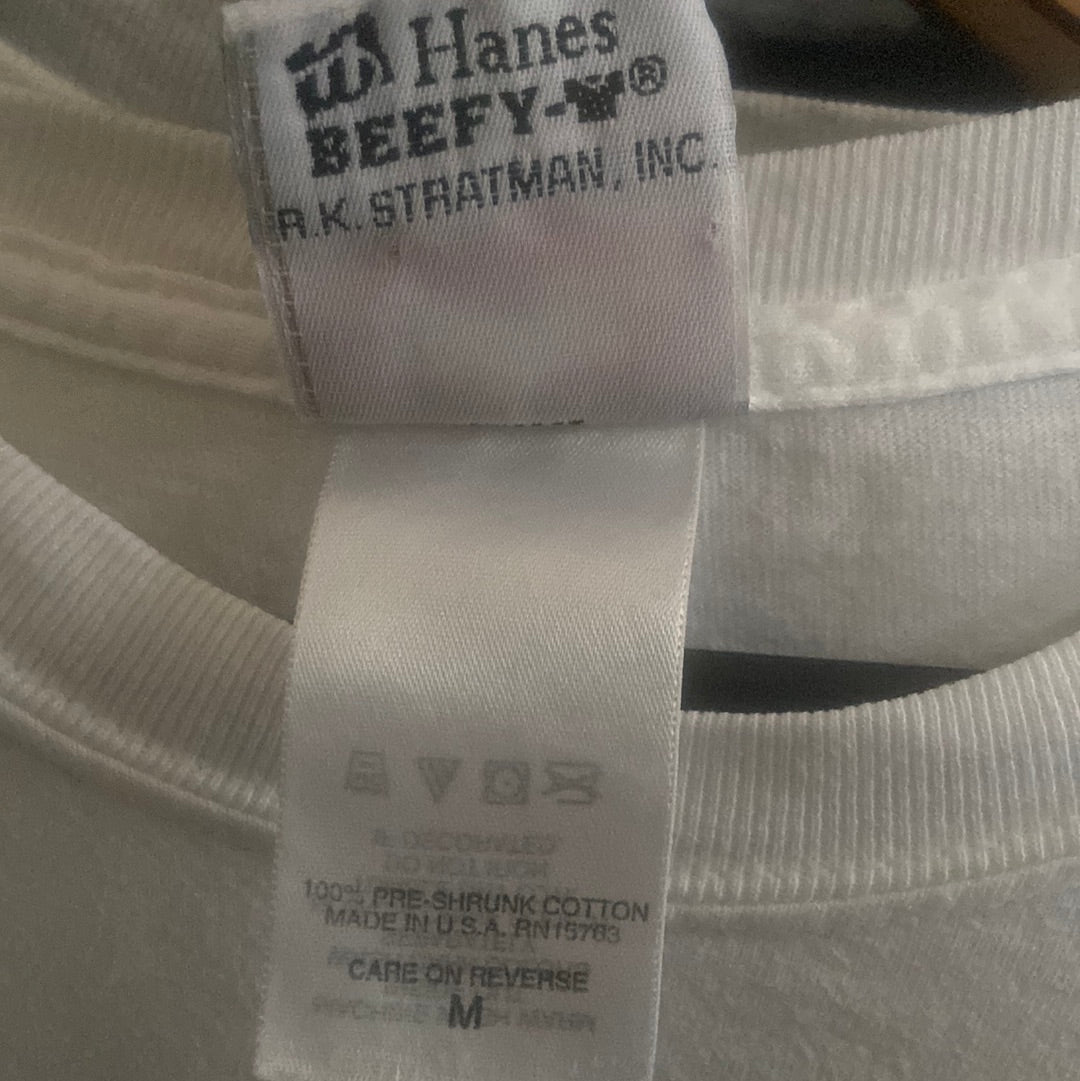 Hanes
BEEFY-T®
R.K. STRATMAN, INC.
100% PRE-SHRUNK COTTON
MADE IN U.S.A. RN15763
CARE ON REVERSE
M